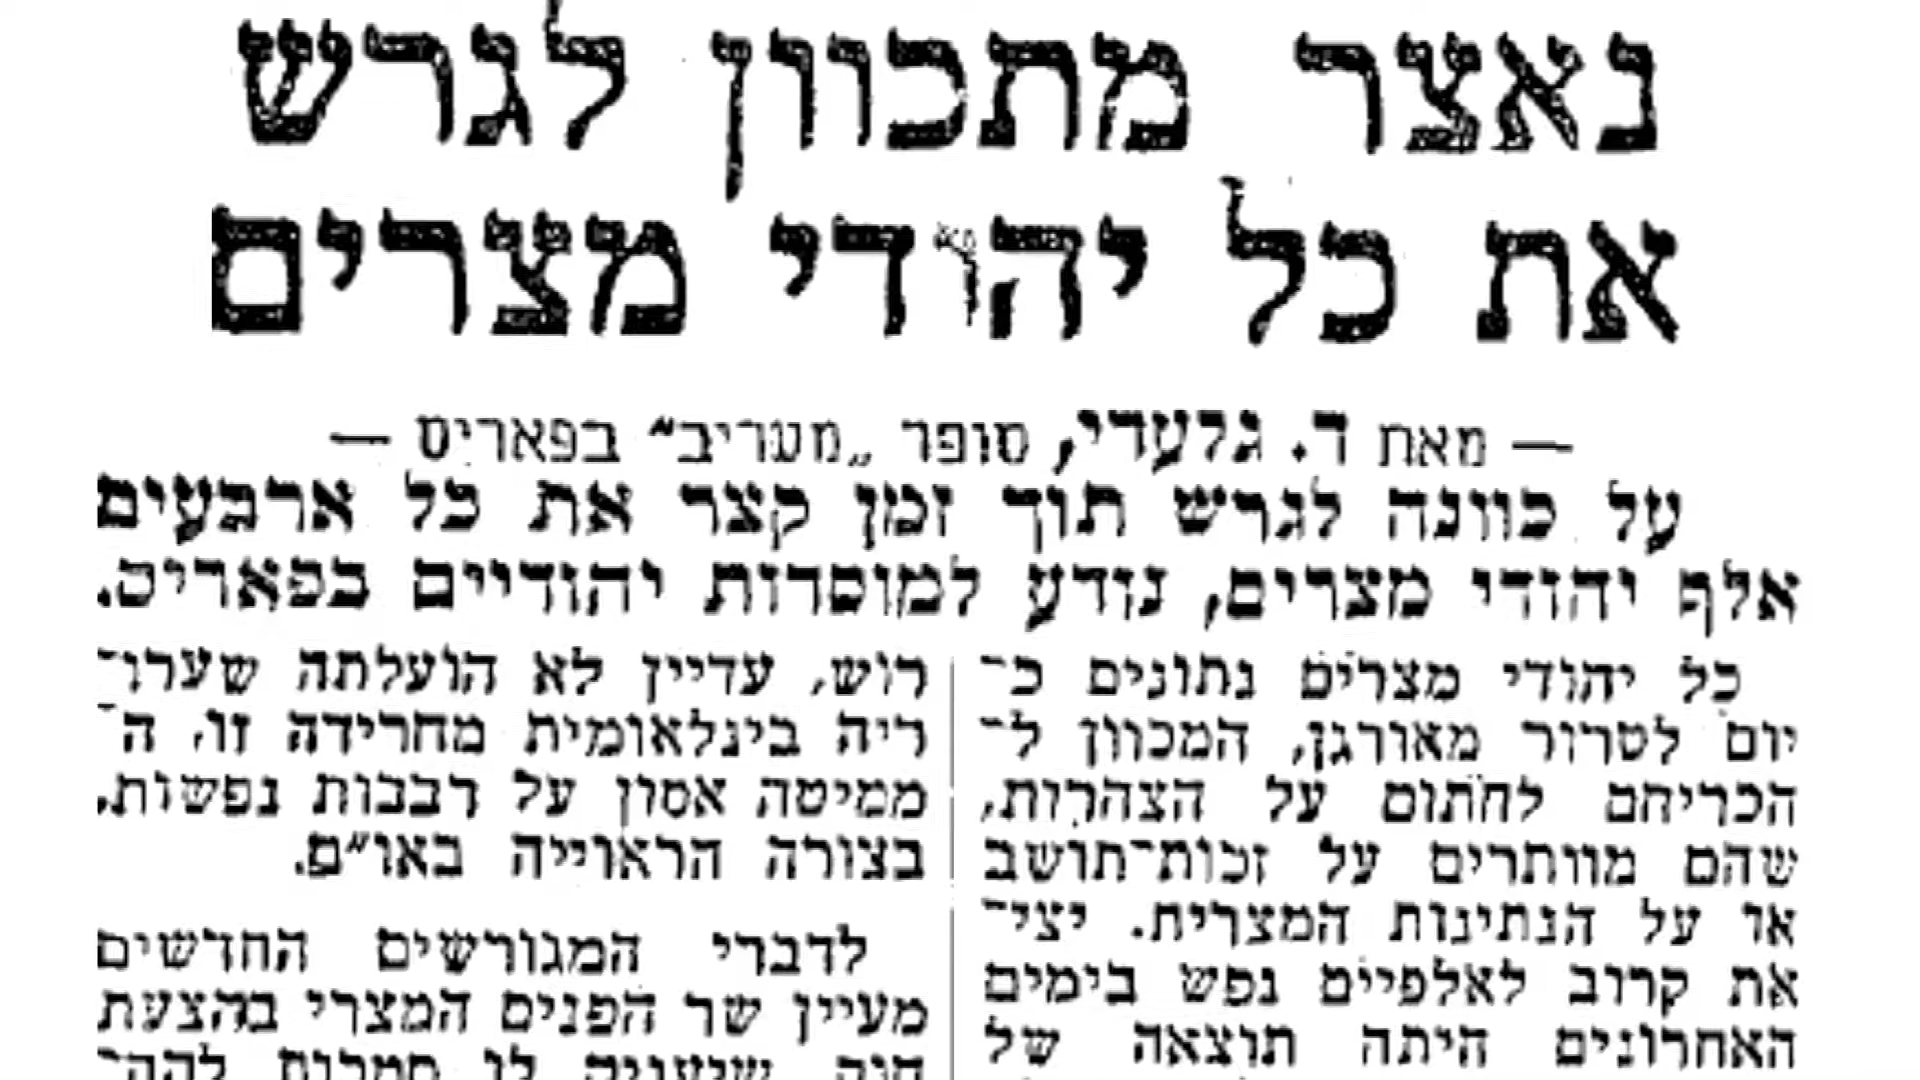 נאצר מתכוון לגרש
את כל יהודי מצרים
— מאת ד. גלעדי, סופר „מעריב" בפאריס —
על כוונה לגרש תוך זמן קצר את כל ארבעים
אלף יהודי מצרים, נודע למוסדות יהודיים בפאריס.
כל יהודי מצרים נתונים כ־
יום לטרור מאורגן, המכוון ל־
הכריחם לחתום על הצהרות,
שהם מוותרים על זכות־תושב
או על הנתינות המצרית. יצי־
את קרוב לאלפיים נפש בימים
האחרונים היתה תוצאה של
רוש, עדיין לא הועלתה שערו־
ריה בינלאומית מחרידה זו, ה־
ממיטה אסון על רבבות נפשות,
בצורה הראוייה באו"ם.
לדברי המגורשים החדשים
מעיין שר הפנים המצרי בהצעת